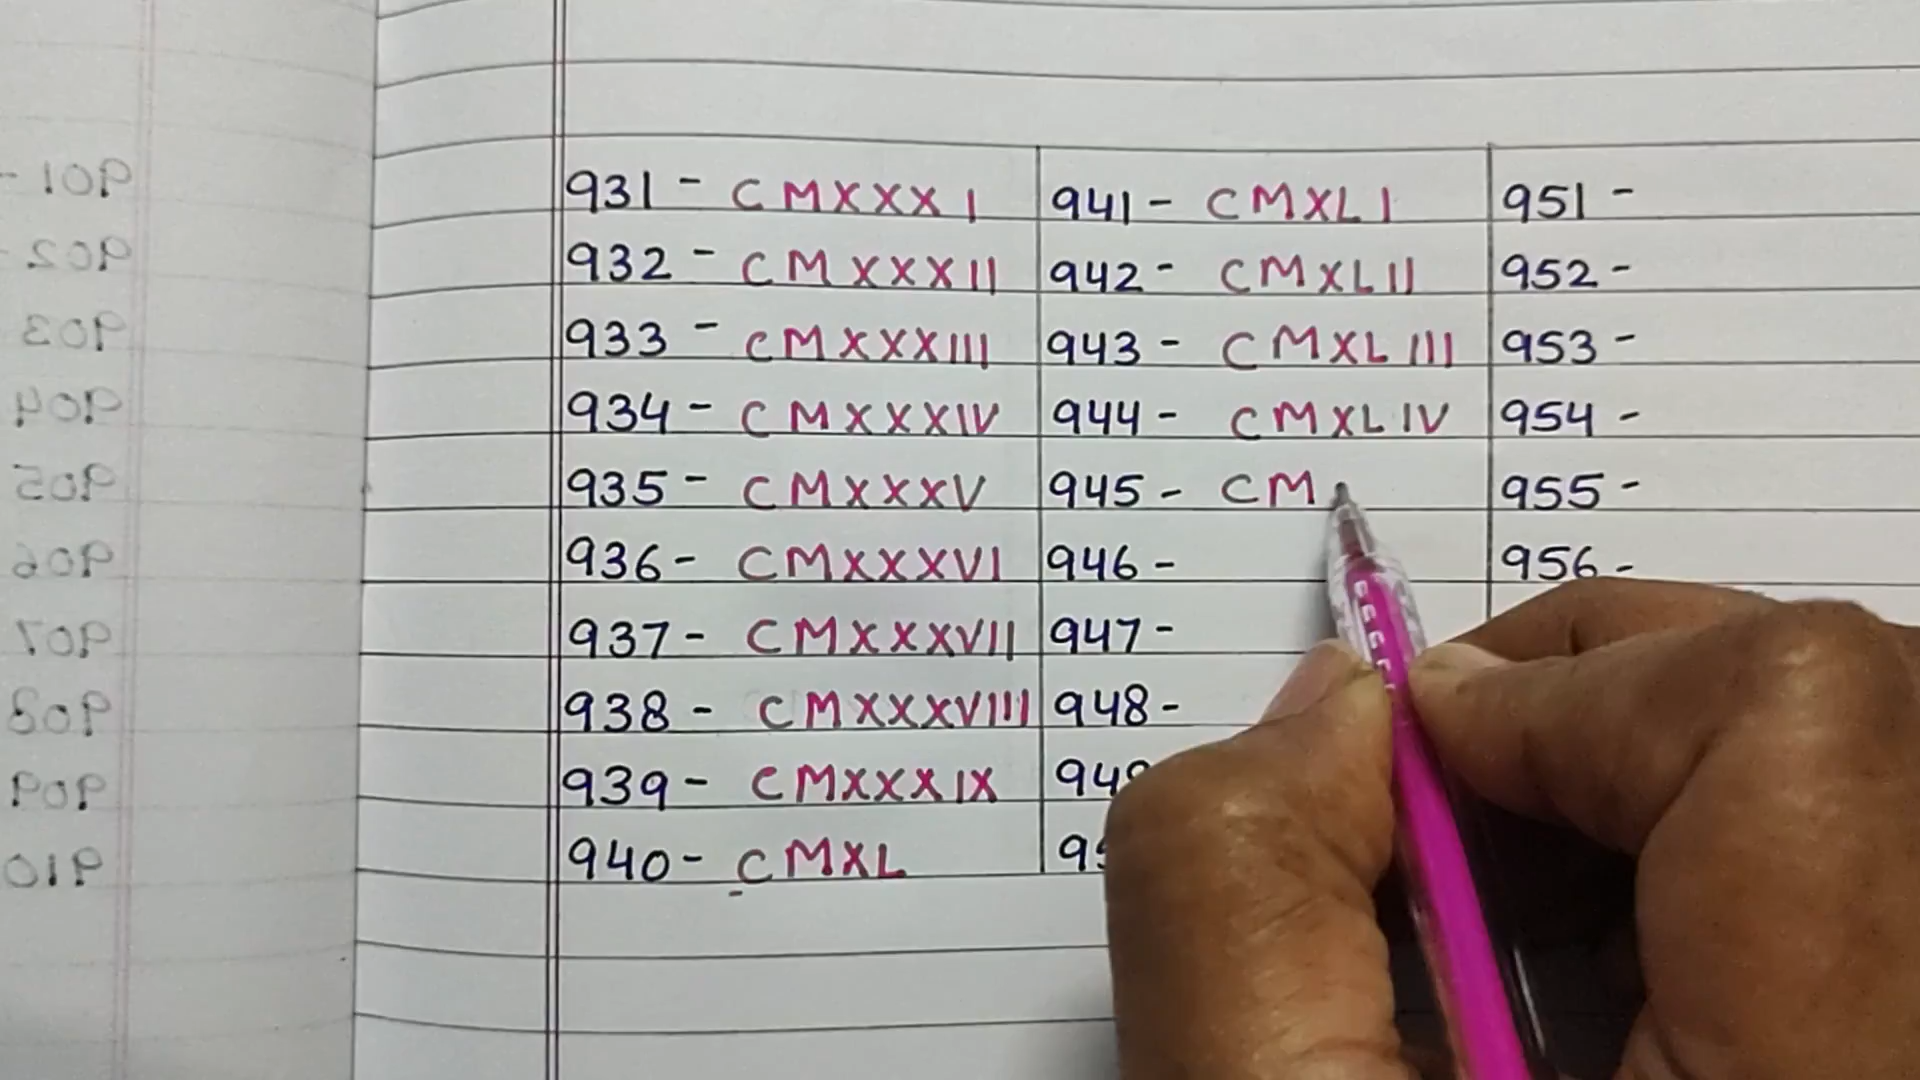 931 - CMXXXI
932 - CMXXXII
933 - CMXXXIII
934 - CMXXXIV
935 - CMXXXV
936 - CMXXXVI
937 - CMXXXVII
938 - CMXXXVIII
939 - CMXXXIX
940 - CMXL
941 - CMXLI
942 - CMXLII
943 - CMXLIII
944 - CMXLIV
945 - CM
946 -
947 -
948 -
949
951 -
952 -
953 -
954 -
955 -
956 -